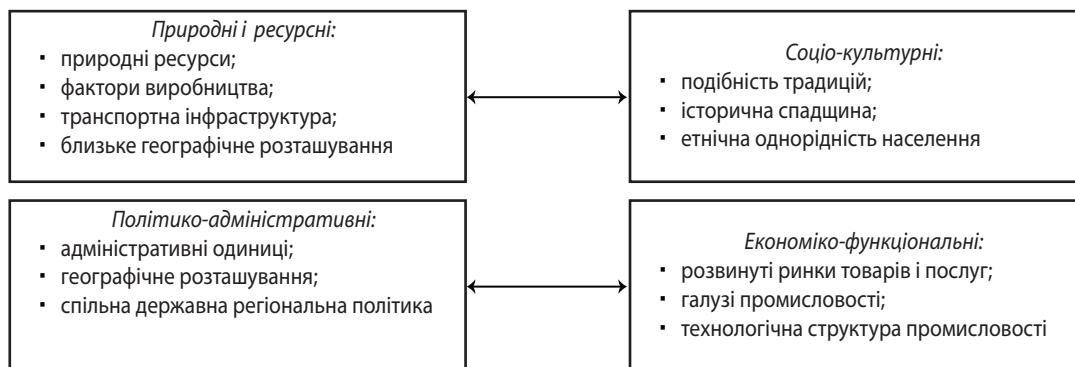 Природні і ресурсні:
▪ природні ресурси;
▪ фактори виробництва;
▪ транспортна інфраструктура;
▪ близьке географічне розташування
Соціо-культурні:
▪ подібність традицій;
▪ історична спадщина;
▪ етнічна однорідність населення
Політико-адміністративні:
▪ адміністративні одиниці;
▪ географічне розташування;
▪ спільна державна регіональна політика
Економіко-функціональні:
▪ розвинуті ринки товарів і послуг;
▪ галузі промисловості;
▪ технологічна структура промисловості